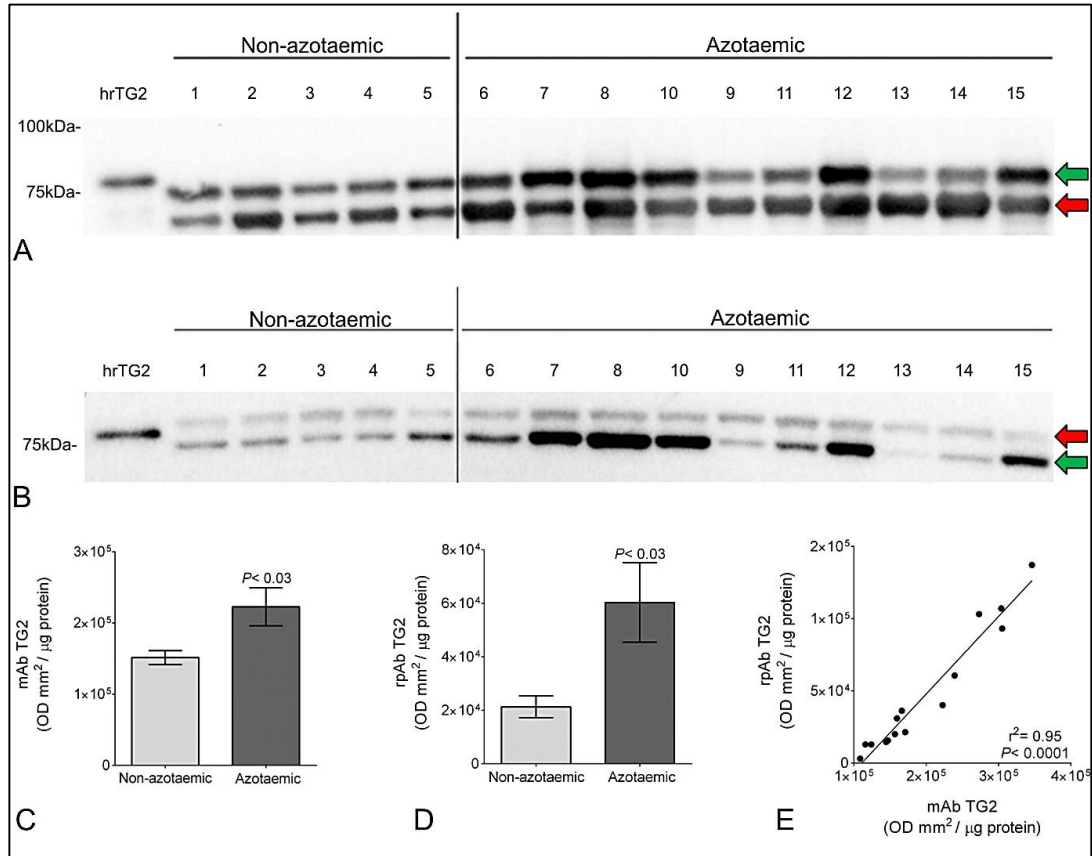 Non-azotaemic Azotaemic
hrTG2 1 2 3 4 5 6 7 8 10 9 11 12 13 14 15
100kDa-
75kDa-
A
Non-azotaemic Azotaemic
hrTG2 1 2 3 4 5 6 7 8 10 9 11 12 13 14 15
75kDa-
B
mAb TG2
(OD mm² / μg protein)
3×10⁵
2×10⁵
1×10⁵
0
P< 0.03
Non-azotaemic Azotaemic
C
rpAb TG2
(OD mm² / μg protein)
8×10⁴
6×10⁴
4×10⁴
2×10⁴
0
P< 0.03
Non-azotaemic Azotaemic
D
rpAb TG2
(OD mm² / μg protein)
2×10⁵
1×10⁵
5×10⁴
0
r²= 0.95
P< 0.0001
1×10⁵ 2×10⁵ 3×10⁵ 4×10⁵
mAb TG2
(OD mm² / μg protein)
E